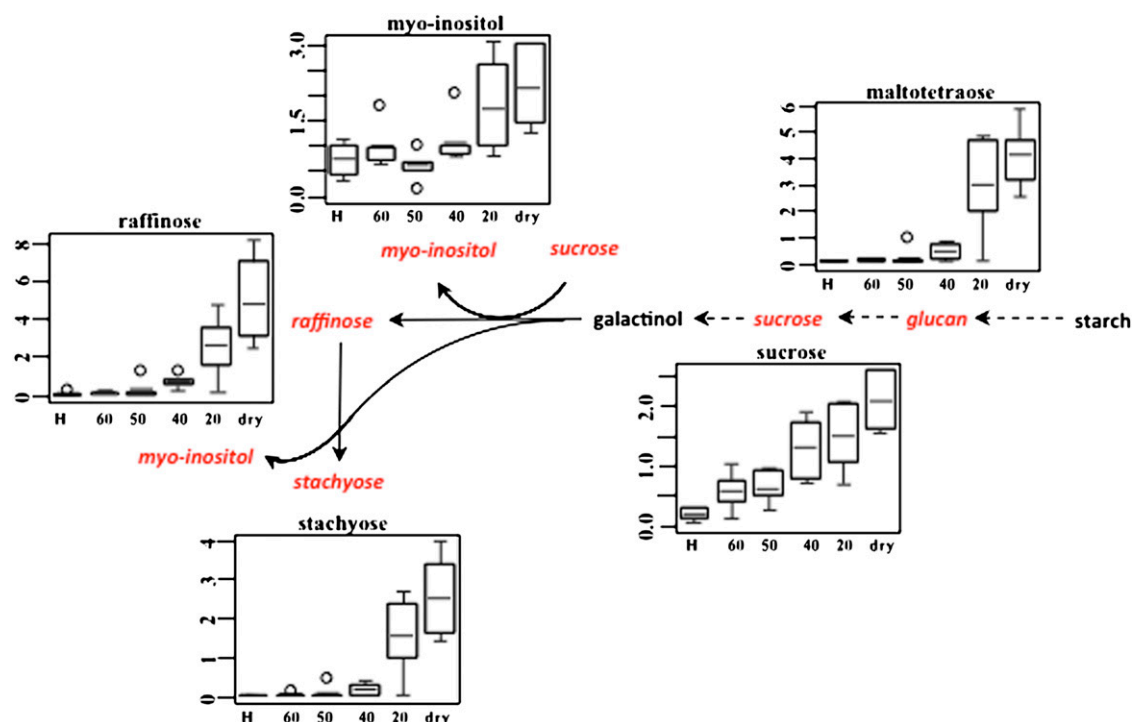 myo-inositol
3.0
1.5
0.0
H 60 50 40 20 dry
maltotetraose
6
5
4
3
2
1
0
H 60 50 40 20 dry
raffinose
8
6
4
2
0
H 60 50 40 20 dry
myo-inositol sucrose
raffinose galactinol sucrose glucan starch
sucrose
2.0
1.0
0.0
H 60 50 40 20 dry
myo-inositol
stachyose
stachyose
4
3
2
1
0
H 60 50 40 20 dry